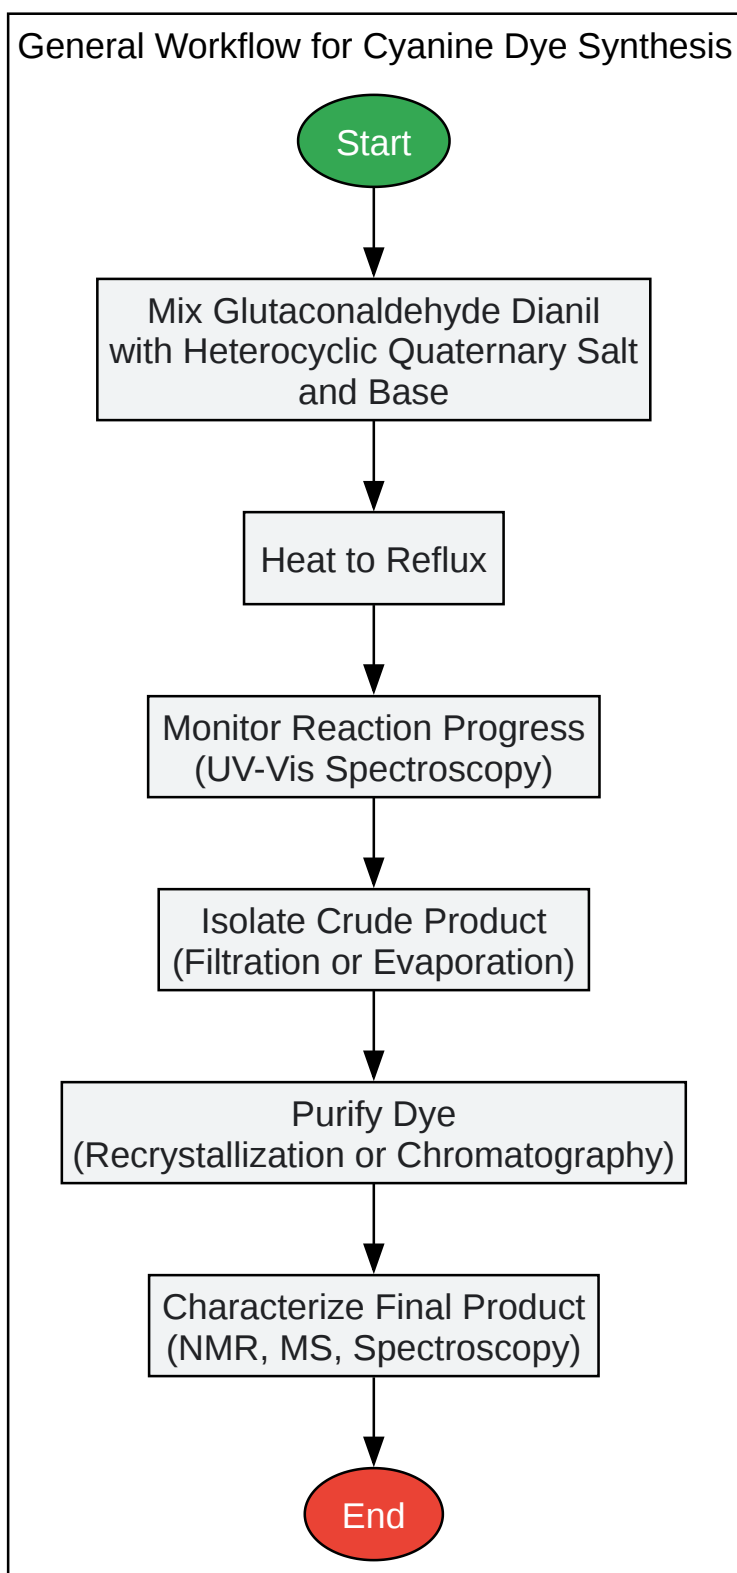 General Workflow for Cyanine Dye Synthesis
Start
Mix Glutaconaldehyde Dianil
with Heterocyclic Quaternary Salt
and Base
Heat to Reflux
Monitor Reaction Progress
(UV-Vis Spectroscopy)
Isolate Crude Product
(Filtration or Evaporation)
Purify Dye
(Recrystallization or Chromatography)
Characterize Final Product
(NMR, MS, Spectroscopy)
End